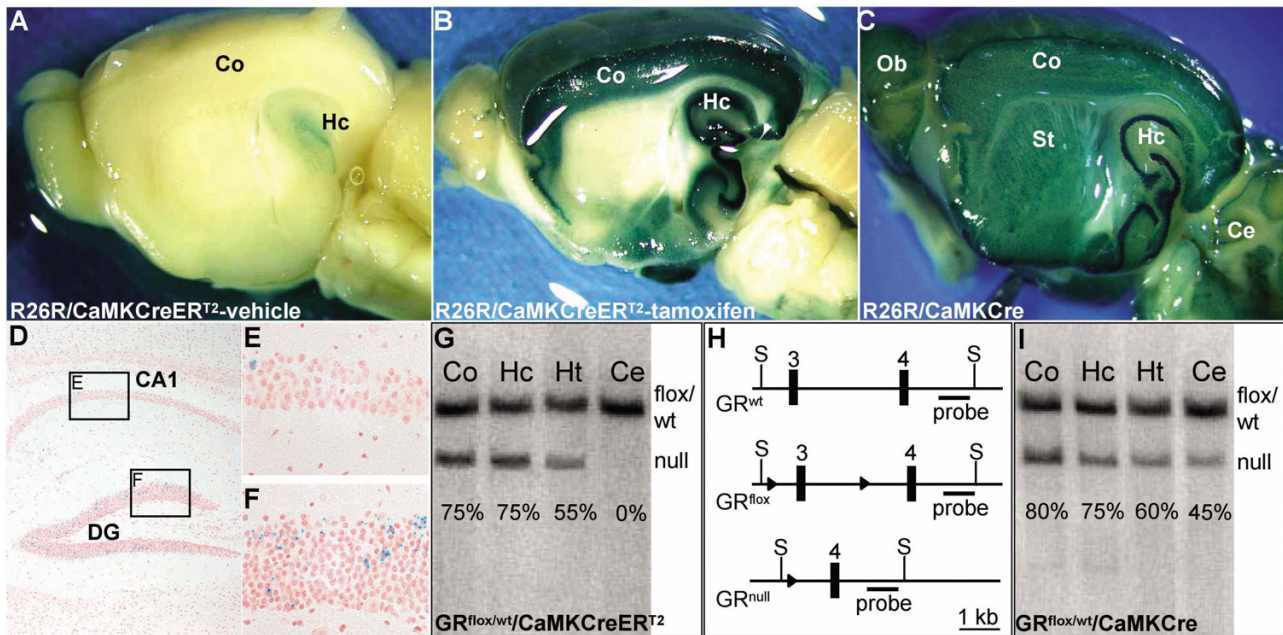 A
Co
Hc
R26R/CaMKCreERᵀ²-vehicle
B
Co
Hc
R26R/CaMKCreERᵀ²-tamoxifen
C
Ob
Co
St
Hc
Ce
R26R/CaMKCre
D
E
CA1
F
DG
E
F
G
Co Hc Ht Ce
flox/
wt
null
75% 75% 55% 0%
GRᶠˡᵒˣ/ʷᵗ/CaMKCreERᵀ²
H
S 3 4 S
GRʷᵗ
probe
S 3 4 S
GRᶠˡᵒˣ
probe
S 4 S
GRⁿᵘˡˡ
probe
1 kb
I
Co Hc Ht Ce
flox/
wt
null
80% 75% 60% 45%
GRᶠˡᵒˣ/ʷᵗ/CaMKCre